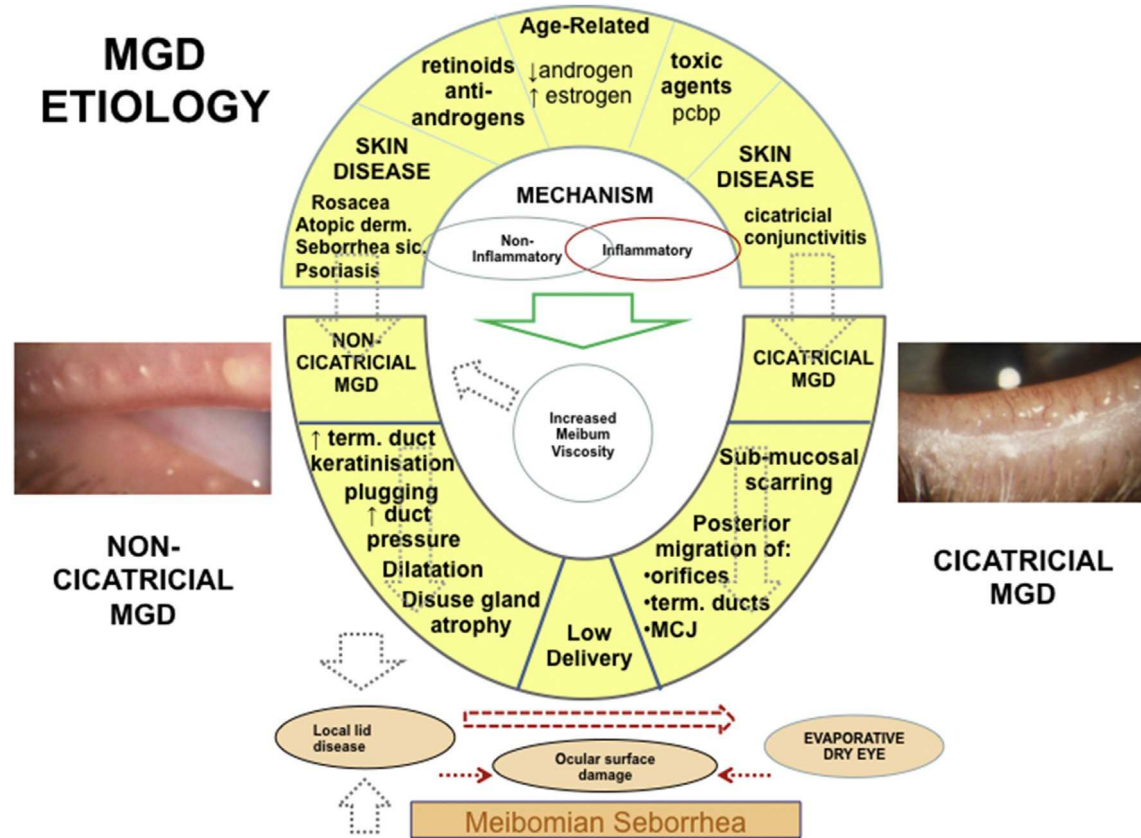 MGD
ETIOLOGY
Age-Related
↓androgen
↑ estrogen
retinoids
anti-
androgens
toxic
agents
pcbp
SKIN
DISEASE
Rosacea
Atopic derm.
Seborrhea sic.
Psoriasis
SKIN
DISEASE
cicatricial
conjunctivitis
MECHANISM
Non-
Inflammatory
Inflammatory
NON-
CICATRICIAL
MGD
CICATRICIAL
MGD
Increased
Meibum
Viscosity
↑ term. duct
keratinisation
plugging
↑ duct
pressure
Dilatation
Disuse gland
atrophy
Sub-mucosal
scarring
Posterior
migration of:
•orifices
•term. ducts
•MCJ
Low
Delivery
NON-
CICATRICIAL
MGD
CICATRICIAL
MGD
Local lid
disease
Ocular surface
damage
EVAPORATIVE
DRY EYE
Meibomian Seborrhea